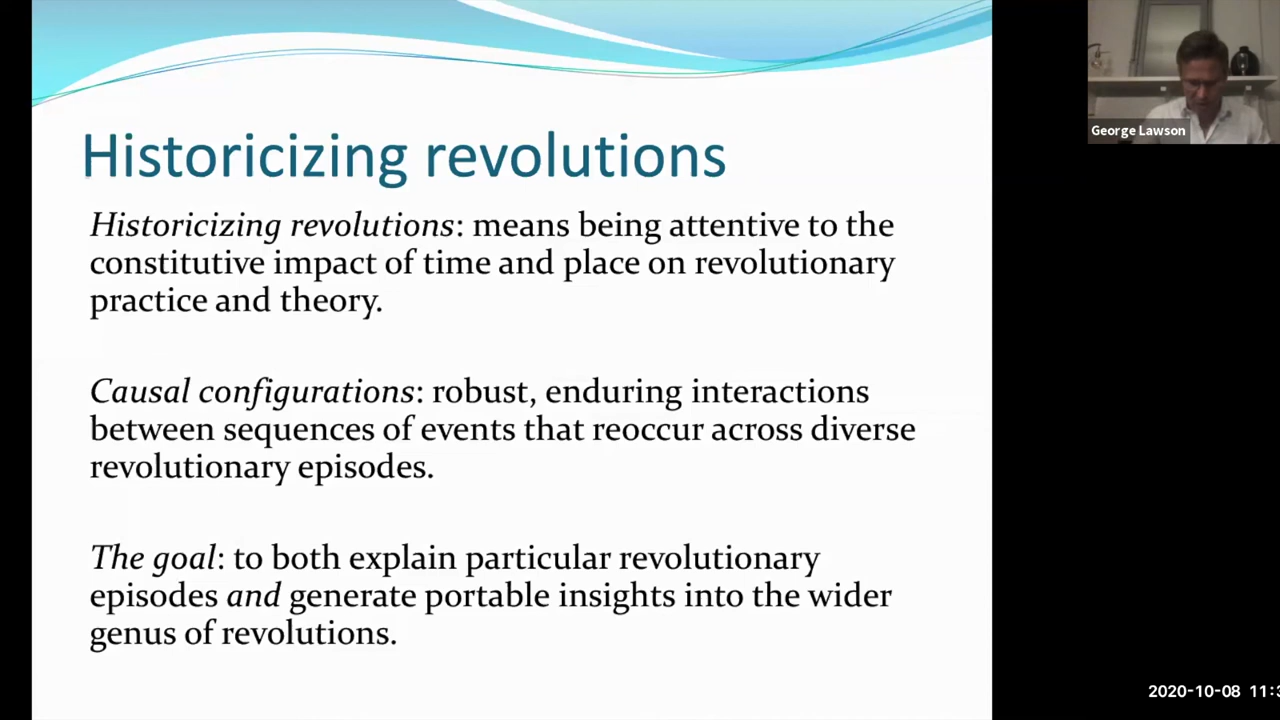 Historicizing revolutions
Historicizing revolutions: means being attentive to the
constitutive impact of time and place on revolutionary
practice and theory.
Causal configurations: robust, enduring interactions
between sequences of events that reoccur across diverse
revolutionary episodes.
The goal: to both explain particular revolutionary
episodes and generate portable insights into the wider
genus of revolutions.
George Lawson
2020-10-08 11:3